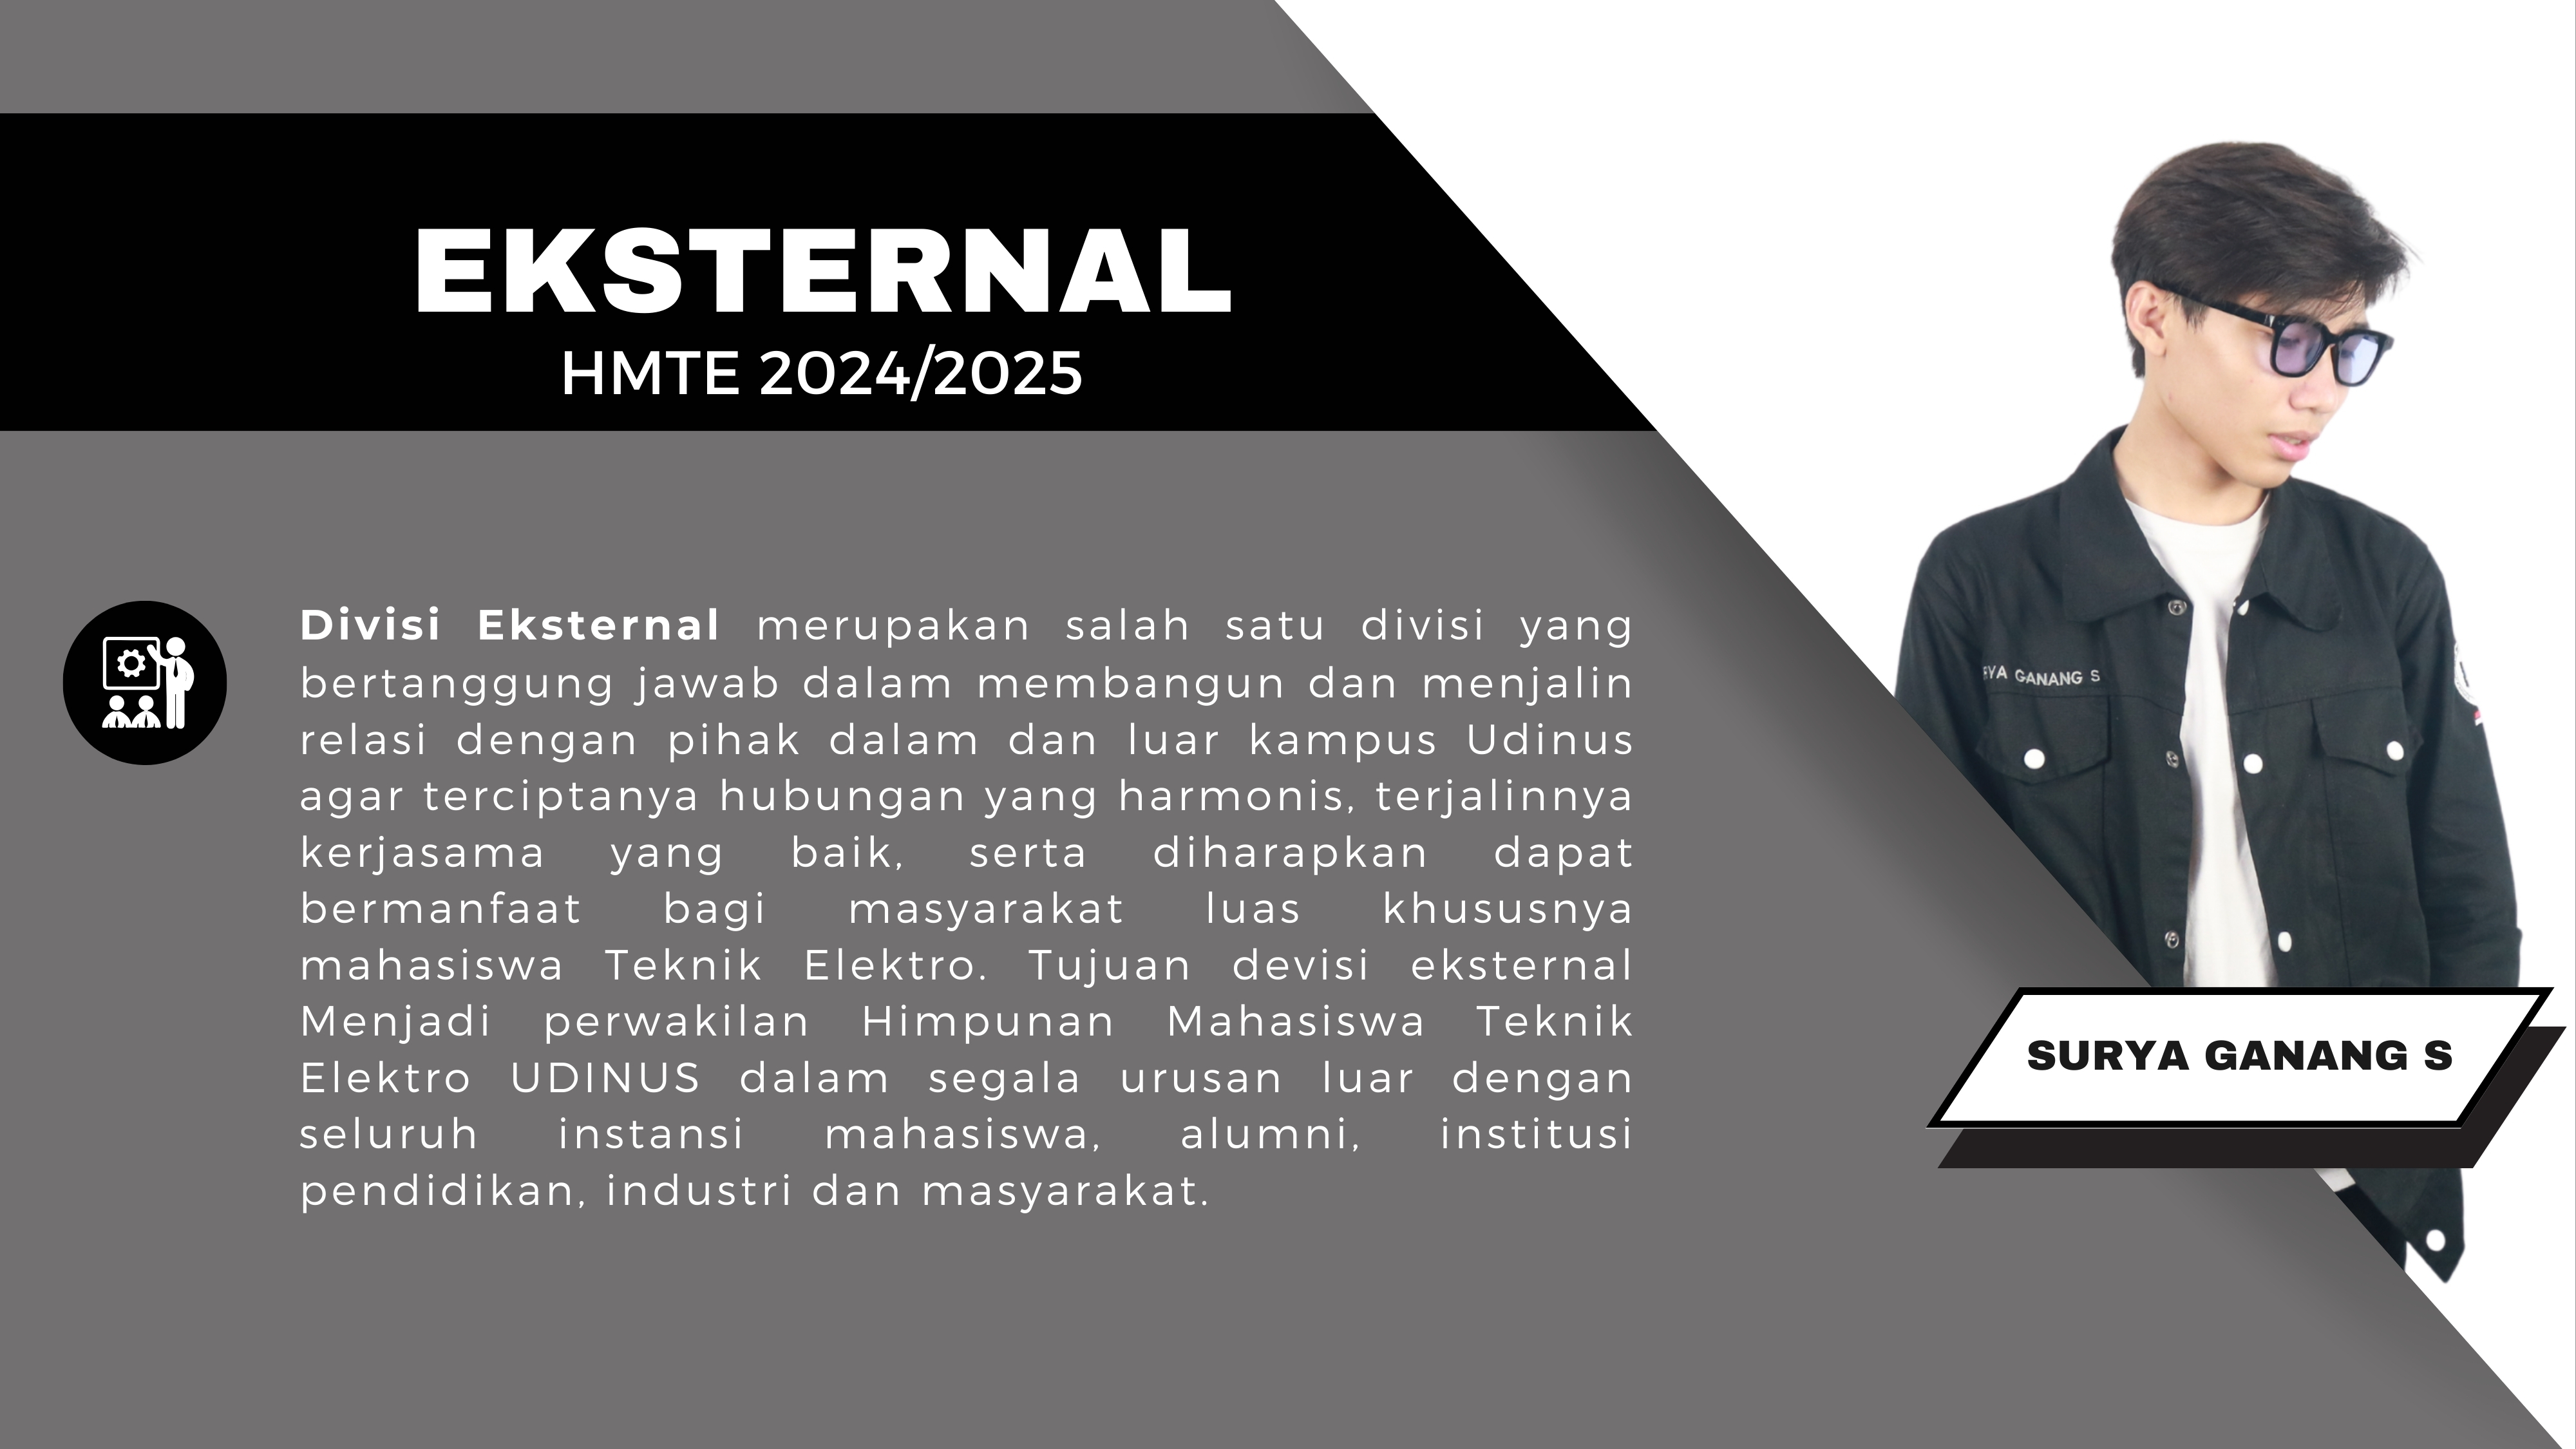 EKSTERNAL
HMTE 2024/2025
Divisi Eksternal merupakan salah satu divisi yang
bertanggung jawab dalam membangun dan menjalin
relasi dengan pihak dalam dan luar kampus Udinus
agar terciptanya hubungan yang harmonis, terjalinnya
kerjasama yang baik, serta diharapkan dapat
bermanfaat bagi masyarakat luas khususnya
mahasiswa Teknik Elektro. Tujuan devisi eksternal
Menjadi perwakilan Himpunan Mahasiswa Teknik
Elektro UDINUS dalam segala urusan luar dengan
seluruh instansi mahasiswa, alumni, institusi
pendidikan, industri dan masyarakat.
GANANG S
SURYA GANANG S